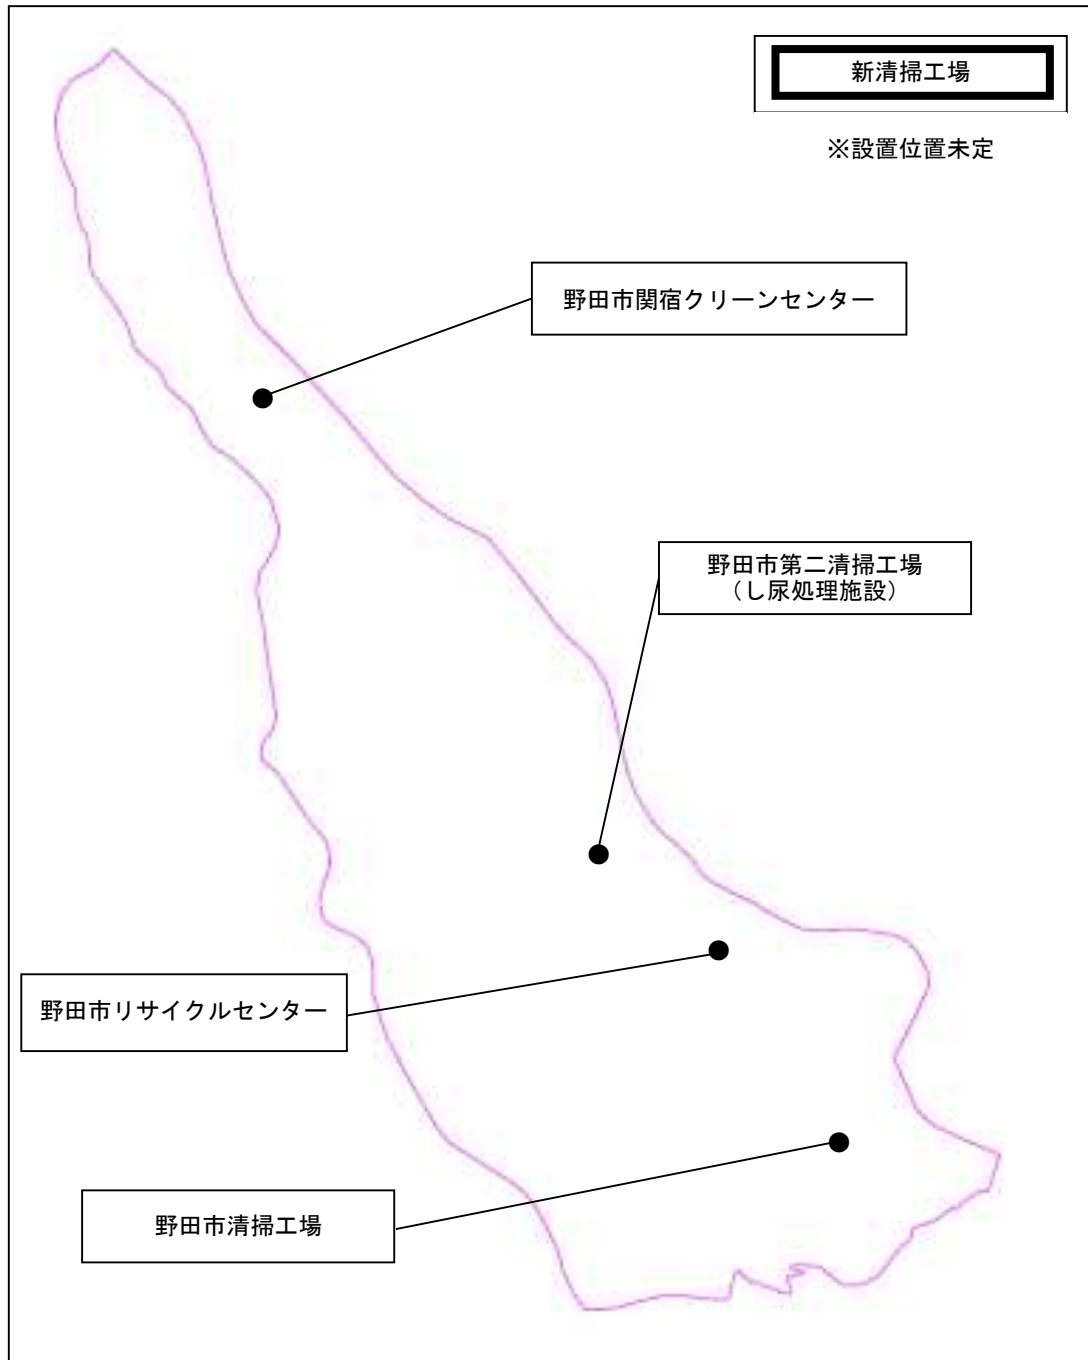 新清掃工場
※設置位置未定
野田市関宿クリーンセンター
野田市第二清掃工場
（し尿処理施設）
野田市リサイクルセンター
野田市清掃工場